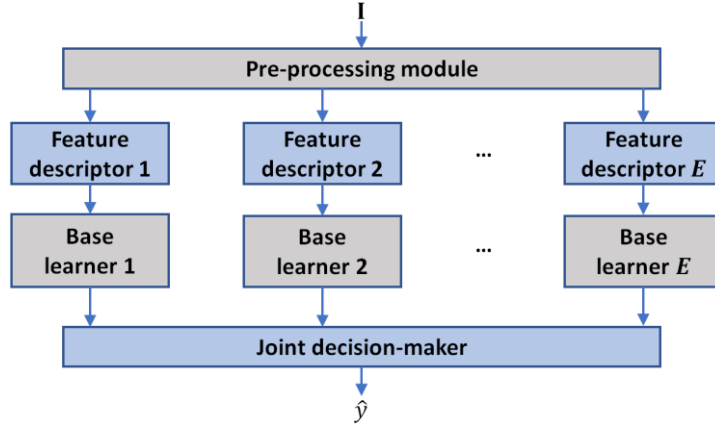 I
Pre-processing module
Feature
descriptor 1
Feature
descriptor 2
...
Feature
descriptor E
Base
learner 1
Base
learner 2
...
Base
learner E
Joint decision-maker
ŷ